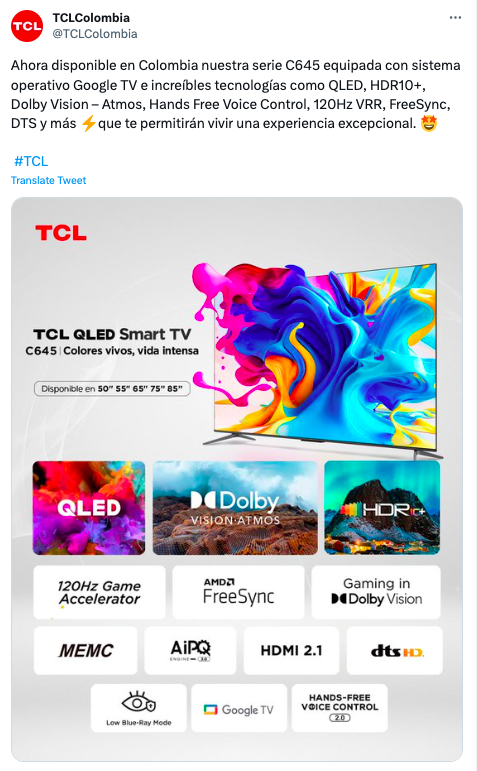 TCL
TCLColombia
@TCLColombia
Ahora disponible en Colombia nuestra serie C645 equipada con sistema
operativo Google TV e increíbles tecnologías como QLED, HDR10+,
Dolby Vision – Atmos, Hands Free Voice Control, 120Hz VRR, FreeSync,
DTS y más ⚡que te permitirán vivir una experiencia excepcional. 🤩
#TCL
Translate Tweet
TCL
TCL QLED Smart TV
C645 | Colores vivos, vida intensa
Disponible en 50" 55" 65" 75" 85"
QLED
Dolby
VISION·ATMOS
HDR10+
120Hz Game
Accelerator
AMD
FreeSync
Gaming in
Dolby Vision
MEMC
AiPQ
ENGINE 3.0
HDMI 2.1
dts HD
Low Blue-Ray Mode
Google TV
HANDS-FREE
VOICE CONTROL
2.0